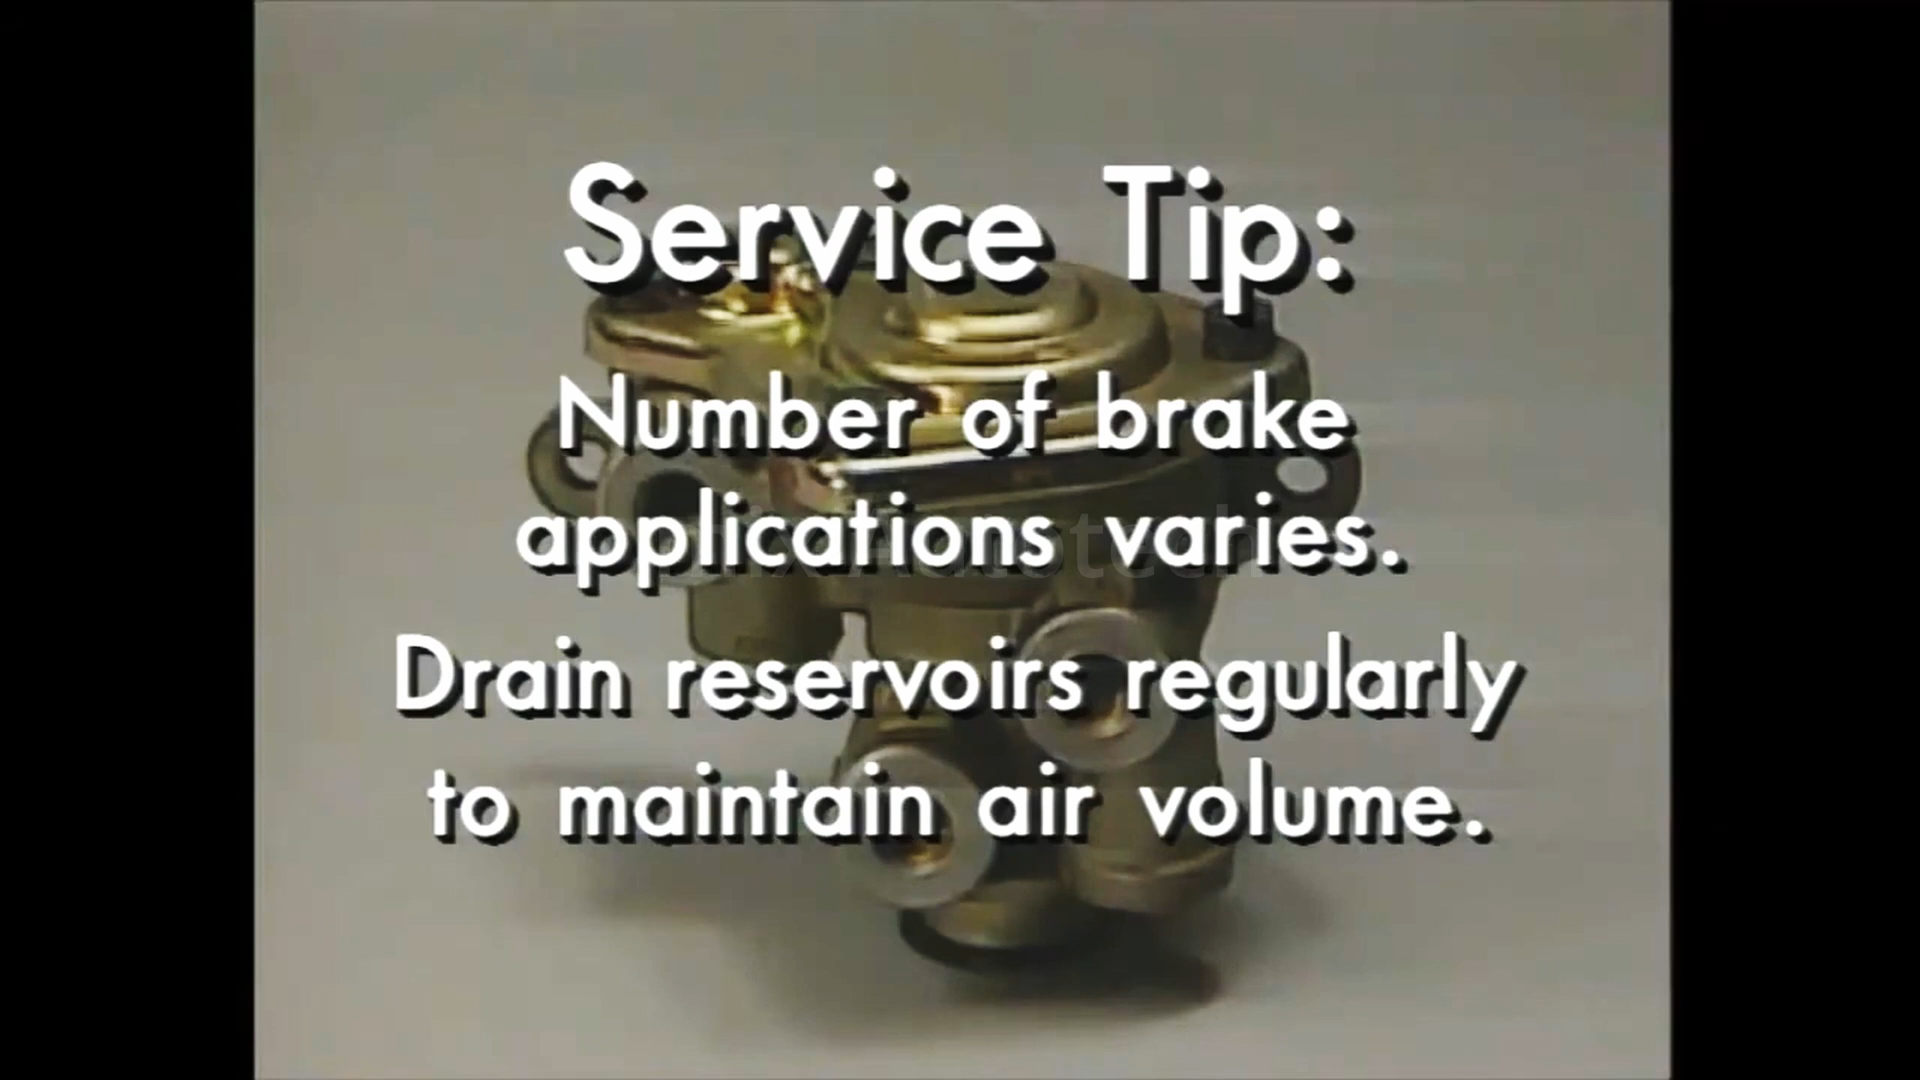 Service Tip:
Number of brake
applications varies.
Drain reservoirs regularly
to maintain air volume.